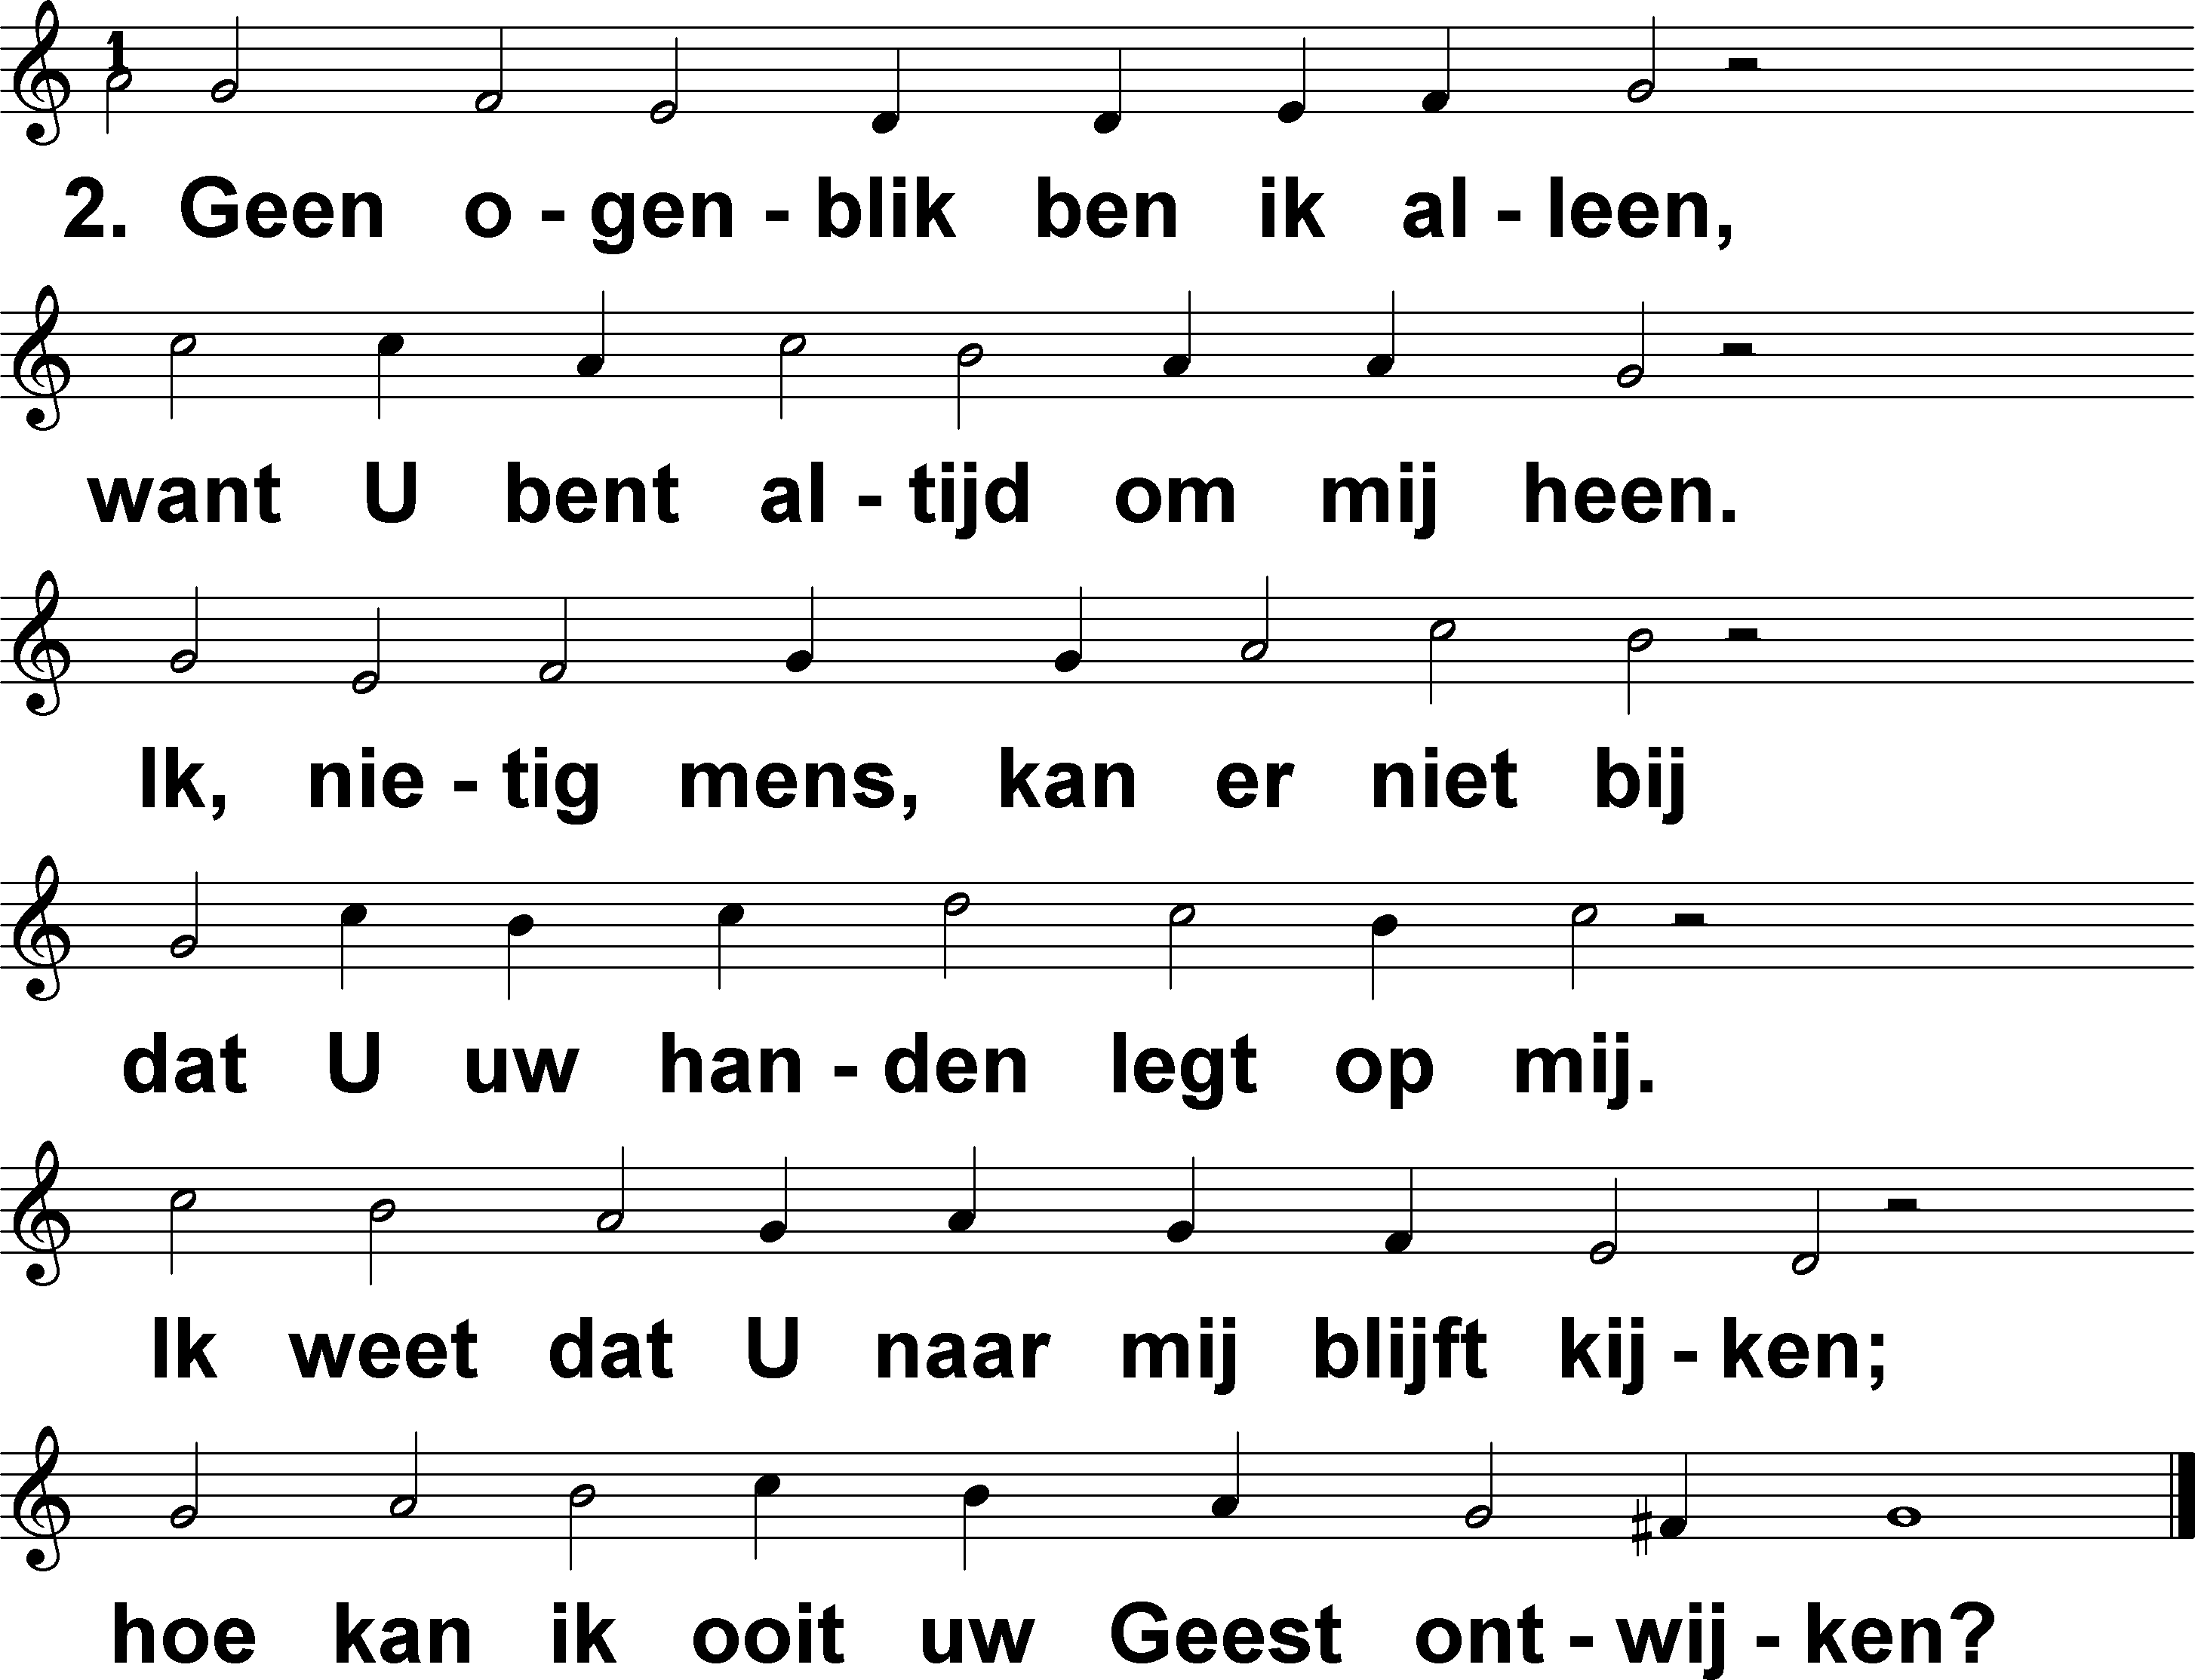 1
2. Geen o - gen - blik ben ik al - leen,
want U bent al - tijd om mij heen.
Ik, nie - tig mens, kan er niet bij
dat U uw han - den legt op mij.
Ik weet dat U naar mij blijft kij - ken;
hoe kan ik ooit uw Geest ont - wij - ken?